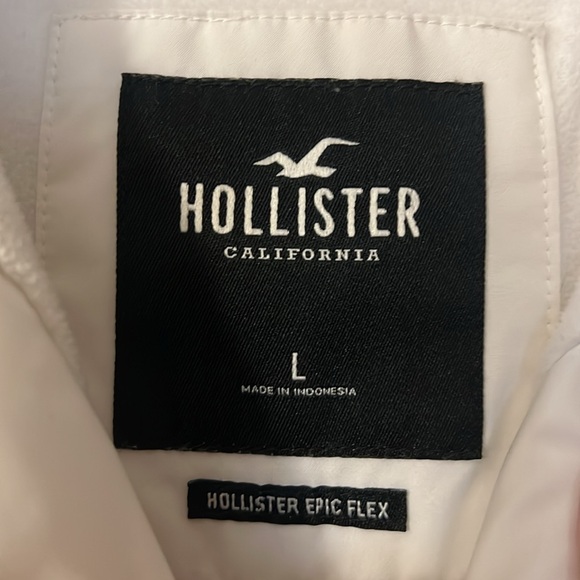 HOLLISTER
CALIFORNIA
L
MADE IN INDONESIA
HOLLISTER EPIC FLEX